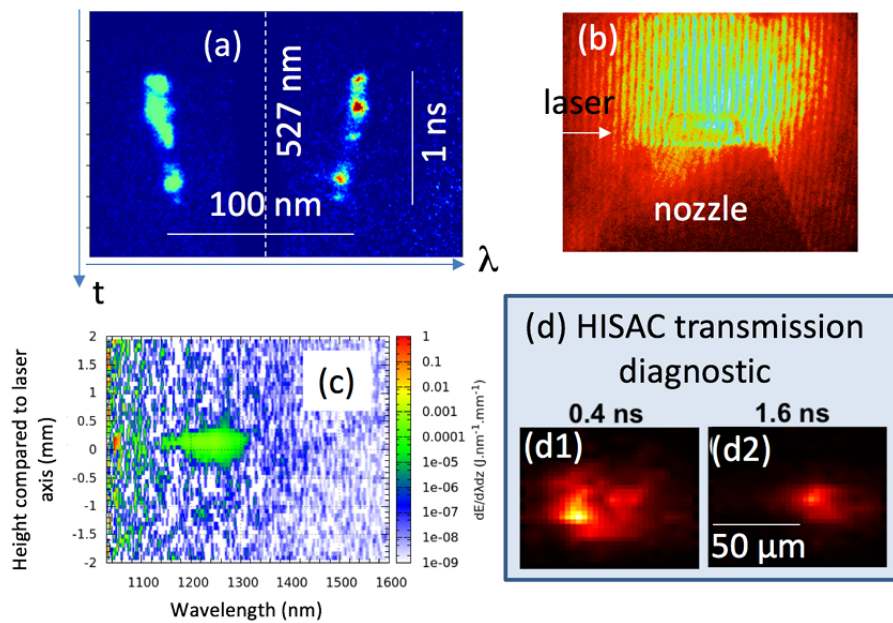 (a)
527 nm
1 ns
100 nm
λ
t
(b)
laser
nozzle
(c)
Height compared to laser
axis (mm)
2
1.5
1
0.5
0
-0.5
-1
-1.5
-2
1100 1200 1300 1400 1500 1600
Wavelength (nm)
1
0.1
0.01
0.001
0.0001
1e-05
1e-06
1e-07
1e-08
1e-09
dE/dλdz (J.nm⁻¹.mm⁻¹)
(d) HISAC transmission
diagnostic
0.4 ns
1.6 ns
(d1)
(d2)
50 μm